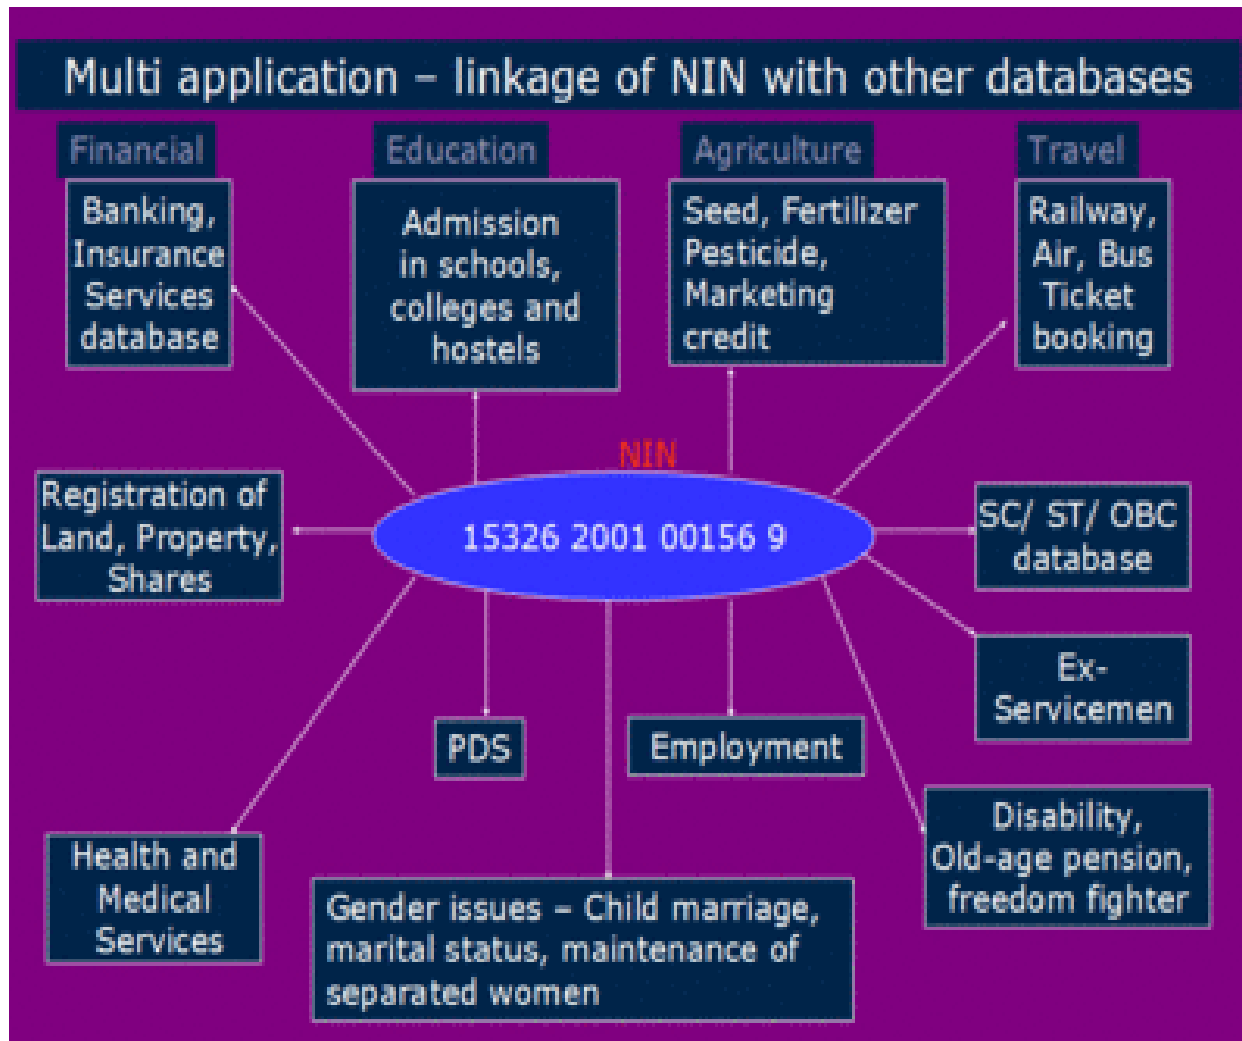 Multi application – linkage of NIN with other databases
Financial
Banking,
Insurance
Services
database
Education
Admission
in schools,
colleges and
hostels
Agriculture
Seed, Fertilizer
Pesticide,
Marketing
credit
Travel
Railway,
Air, Bus
Ticket
booking
NIN
15326 2001 00156 9
Registration of
Land, Property,
Shares
SC/ ST/ OBC
database
Ex-
Servicemen
PDS
Employment
Disability,
Old-age pension,
freedom fighter
Health and
Medical
Services
Gender issues – Child marriage,
marital status, maintenance of
separated women